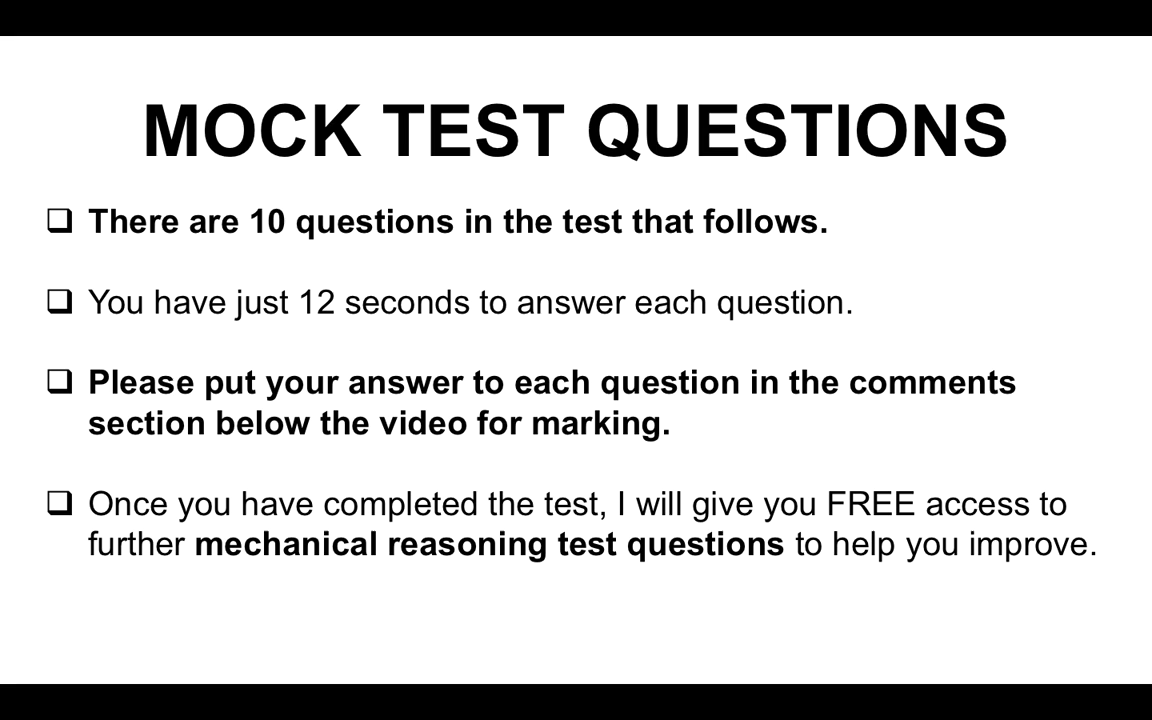 MOCK TEST QUESTIONS
❑ There are 10 questions in the test that follows.
❑ You have just 12 seconds to answer each question.
❑ Please put your answer to each question in the comments
section below the video for marking.
❑ Once you have completed the test, I will give you FREE access to
further mechanical reasoning test questions to help you improve.